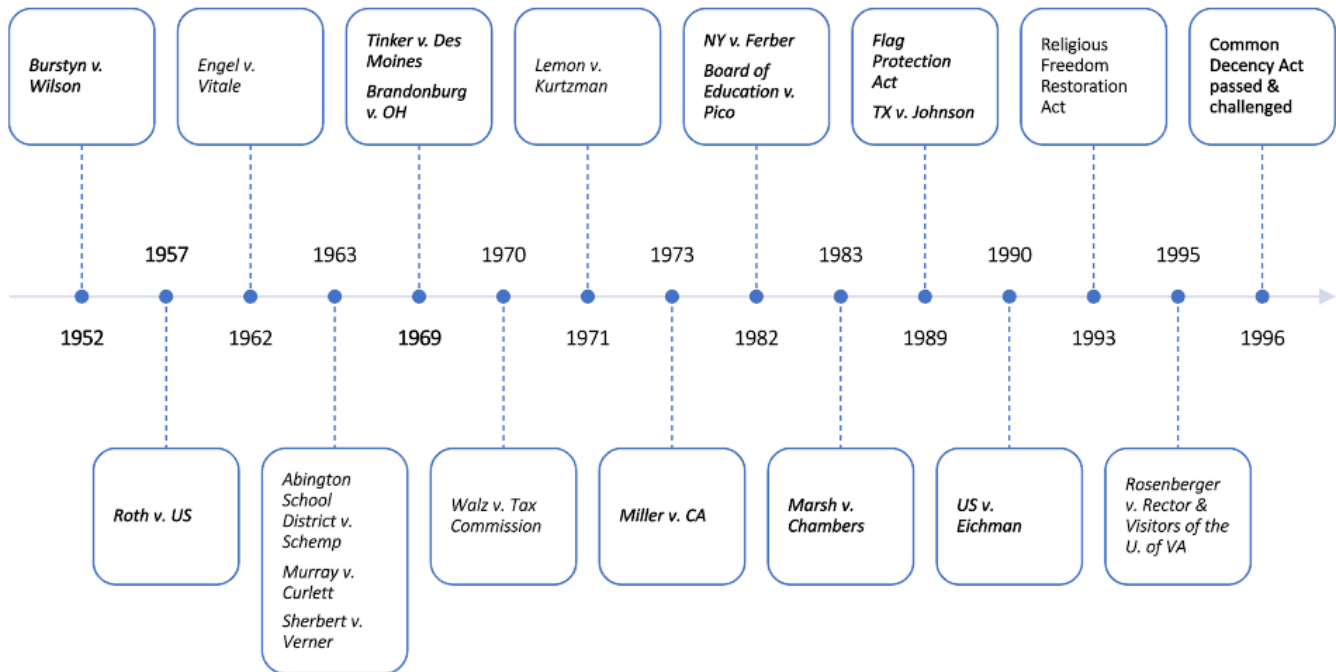 Burstyn v.
Wilson
Engel v.
Vitale
Tinker v. Des
Moines
Brandonburg
v. OH
Lemon v.
Kurtzman
NY v. Ferber
Board of
Education v.
Pico
Flag
Protection
Act
TX v. Johnson
Religious
Freedom
Restoration
Act
Common
Decency Act
passed &
challenged
1957
1963
1970
1973
1983
1990
1995
1952
1962
1969
1971
1982
1989
1993
1996
Roth v. US
Abington
School
District v.
Schemp
Murray v.
Curlett
Sherbert v.
Verner
Walz v. Tax
Commission
Miller v. CA
Marsh v.
Chambers
US v.
Eichman
Rosenberger
v. Rector &
Visitors of the
U. of VA